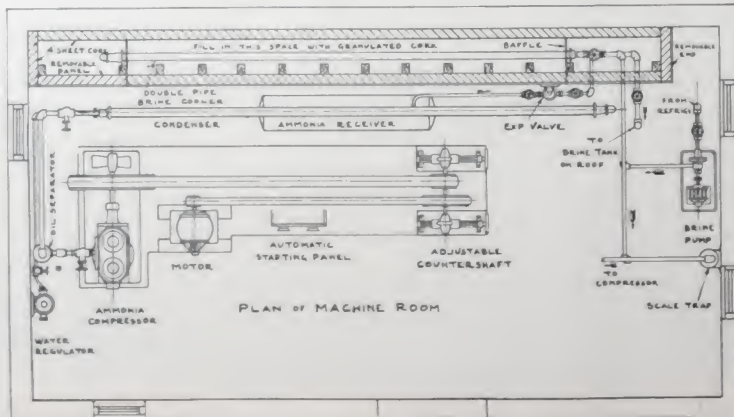 4 SHEET CORK
FILL IN THIS SPACE WITH GRANULATED CORK
BAFFLE
REMOVABLE
PANEL
REMOVABLE
END
DOUBLE PIPE
BRINE COOLER
CONDENSER
AMMONIA RECEIVER
EXP VALVE
TO
BRINE TANK
ON ROOF
FROM
REFRIG
OIL SEPARATOR
MOTOR
AUTOMATIC
STARTING PANEL
ADJUSTABLE
COUNTERSHAFT
BRINE
PUMP
TO
COMPRESSOR
SCALE TRAP
AMMONIA
COMPRESSOR
PLAN OF MACHINE ROOM
WATER
REGULATOR